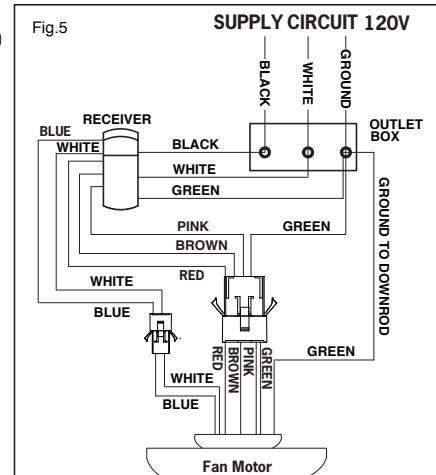 )
Fig.5
SUPPLY CIRCUIT 120V
BLACK
WHITE
GROUND
RECEIVER
OUTLET
BOX
BLUE
WHITE
BLACK
WHITE
GREEN
PINK
GREEN
BROWN
RED
GROUND TO DOWNROD
WHITE
BLUE
RED
BROWN
PINK
GREEN
GREEN
WHITE
BLUE
Fan Motor